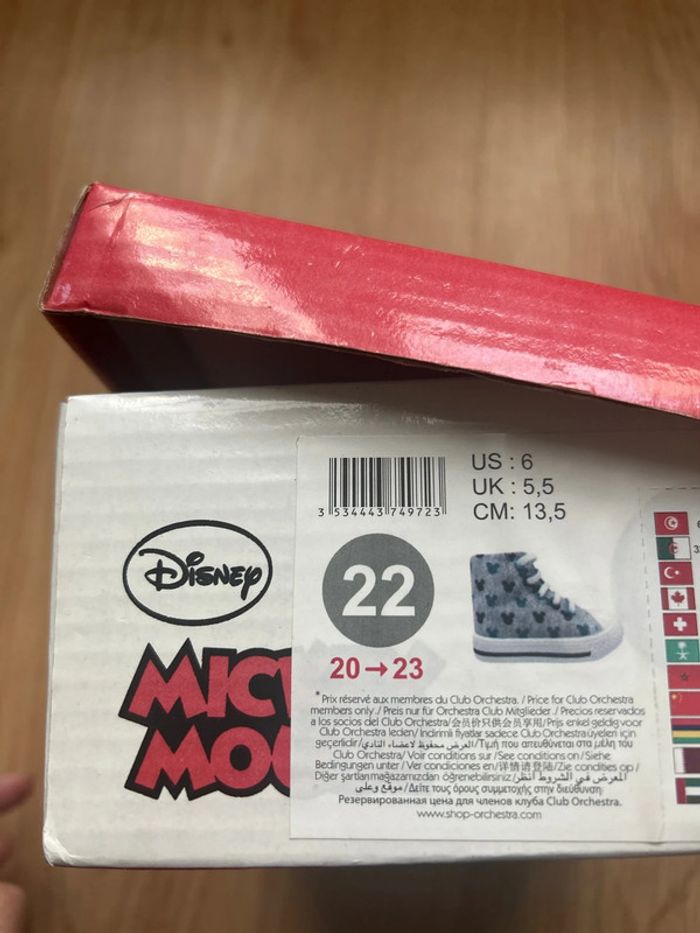 DISNEY
MIC
MO
US : 6
UK : 5,5
CM: 13,5
3 534443 749723
22
20→23
*Prix réservé aux membres du Club Orchestra. / Price for Club Orchestra
members only ./ Preis nur für Orchestra Club Mitglieder ./ Precios reservados
a los socios del Club Orchestra/会员价只供会员享用/Prijs enkel geldig voor
Club Orchestra leden/ Indirimli fiyatlar sadece Club Orchestra üyeleri için
geçerlidir/العرض محفوظ لاعضاء النادي/Τιμή που απευθύνεται στα μέλη του
Club Orchestra/ Voir conditions sur /See conditions on /Siehe
Bedingungen unter / Ver condiciones en/详情请登陆/Zie condities op /
Diğer şartları mağazamızdan öğrenebilirsiniz/المعرض في الشروط أنظر
موقع وعلى /Δείτε τους όρους συμμετοχής στην διεύθυνση:
Резервированная цена для членов клуба Club Orchestra.
www.shop-orchestra.com